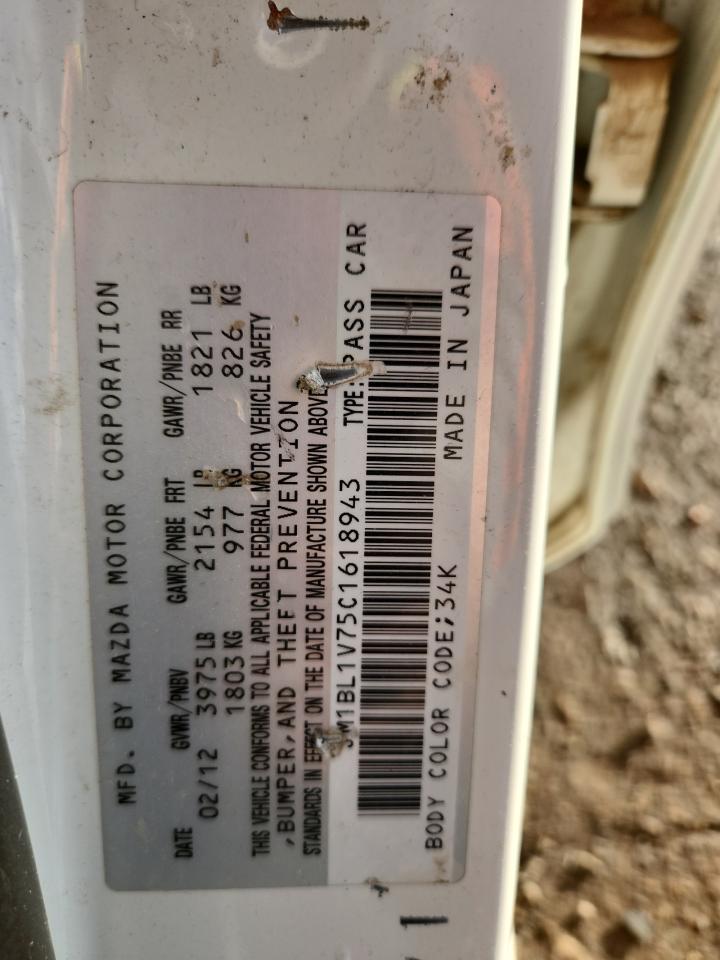 MFD. BY MAZDA MOTOR CORPORATION
DATE GVWR/PNBV GAWR/PNBE FRT GAWR/PNBE RR
02/12 3975 LB 2154 LB 1821 LB
1803 KG 977 KG 826 KG
THIS VEHICLE CONFORMS TO ALL APPLICABLE FEDERAL MOTOR VEHICLE SAFETY
,BUMPER,AND THEFT PREVENTION
STANDARDS IN EFFECT ON THE DATE OF MANUFACTURE SHOWN ABOVE
JM1BL1V75C1618943 TYPE:PASS CAR
BODY COLOR CODE;34K MADE IN JAPAN